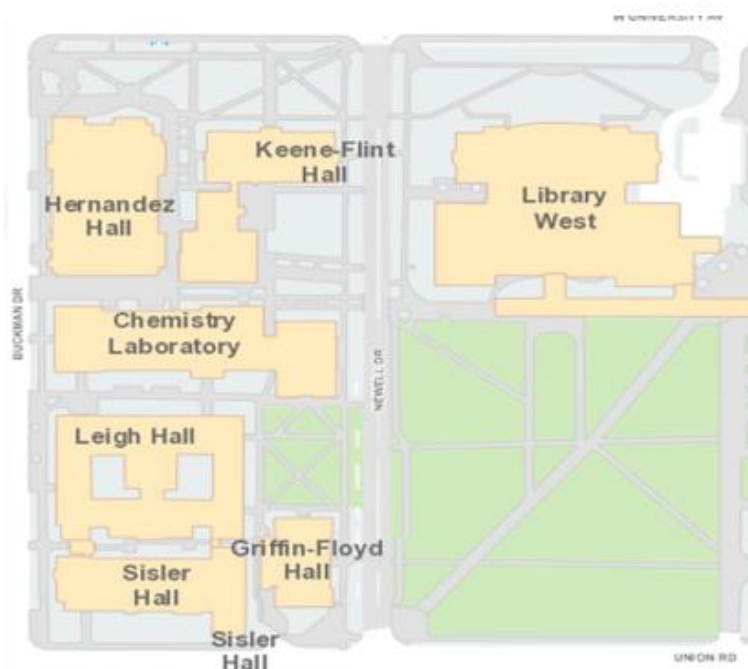 W UNIVERSITY AV
Keene-Flint
Hall
Hernandez
Hall
Library
West
BUCKMAN DR
Chemistry
Laboratory
NEWELL DR
Leigh Hall
Griffin-Floyd
Hall
Sisler
Hall
Sisler
Hall
UNION RD